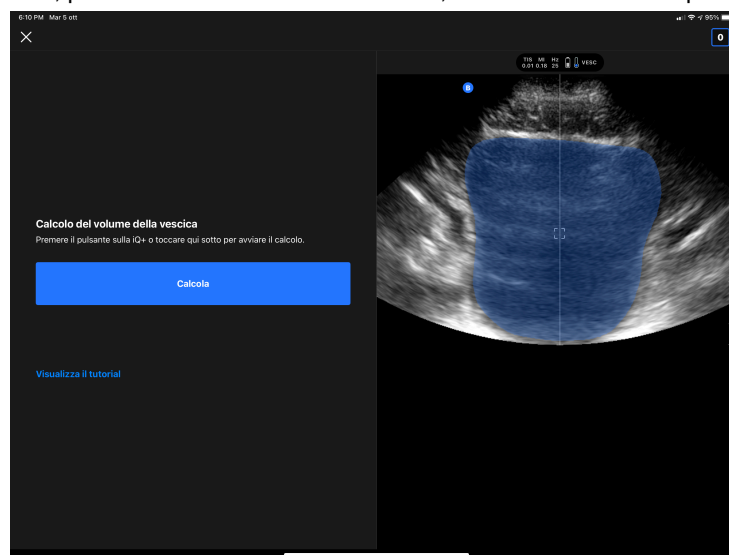 6:10 PM Mar 5 ott
95%
0
TIS MI Hz
0.01 0.18 25 VESC
B
Calcolo del volume della vescica
Premere il pulsante sulla iQ+ o toccare qui sotto per avviare il calcolo.
Calcola
Visualizza il tutorial